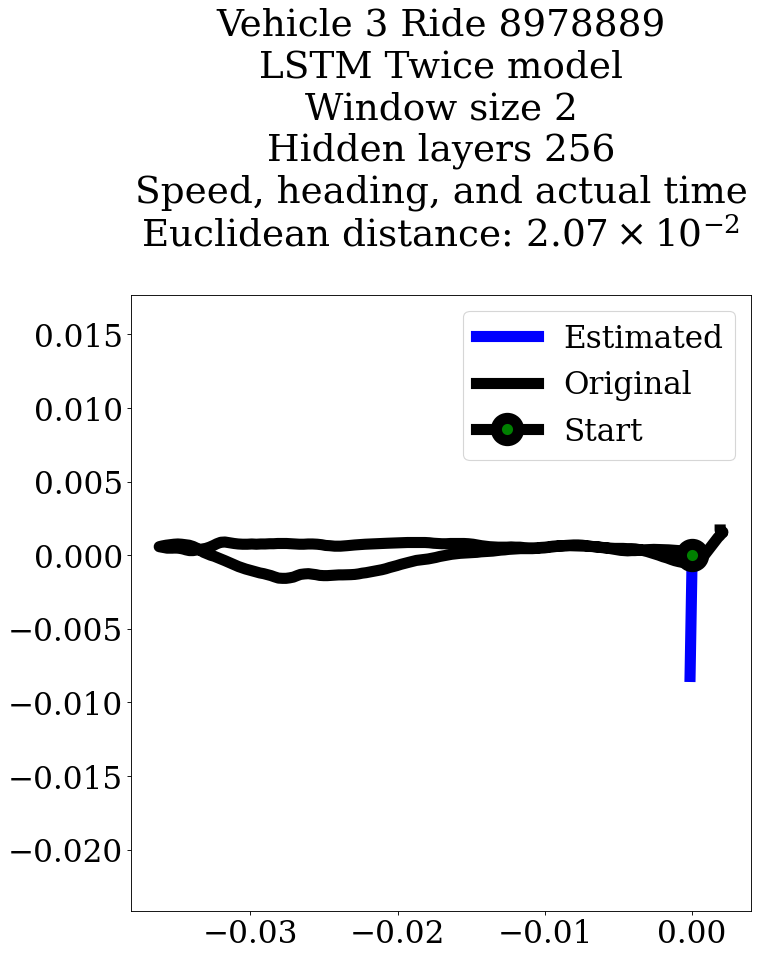 Vehicle 3 Ride 8978889
LSTM Twice model
Window size 2
Hidden layers 256
Speed, heading, and actual time
Euclidean distance: 2.07 × 10⁻²
Estimated
Original
Start
0.015
0.010
0.005
0.000
−0.005
−0.010
−0.015
−0.020
−0.03
−0.02
−0.01
0.00